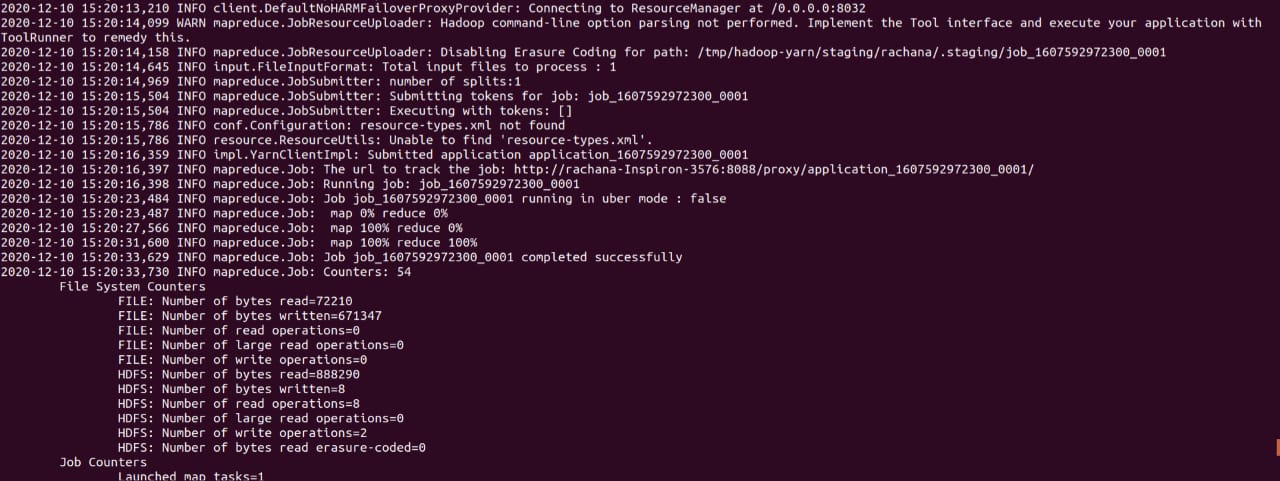 2020-12-10 15:20:13,210 INFO client.DefaultNoHARMFailoverProxyProvider: Connecting to ResourceManager at /0.0.0.0:8032
2020-12-10 15:20:14,099 WARN mapreduce.JobResourceUploader: Hadoop command-line option parsing not performed. Implement the Tool interface and execute your application with
ToolRunner to remedy this.
2020-12-10 15:20:14,158 INFO mapreduce.JobResourceUploader: Disabling Erasure Coding for path: /tmp/hadoop-yarn/staging/rachana/.staging/job_1607592972300_0001
2020-12-10 15:20:14,645 INFO input.FileInputFormat: Total input files to process : 1
2020-12-10 15:20:14,969 INFO mapreduce.JobSubmitter: number of splits:1
2020-12-10 15:20:15,504 INFO mapreduce.JobSubmitter: Submitting tokens for job: job_1607592972300_0001
2020-12-10 15:20:15,504 INFO mapreduce.JobSubmitter: Executing with tokens: []
2020-12-10 15:20:15,786 INFO conf.Configuration: resource-types.xml not found
2020-12-10 15:20:15,786 INFO resource.ResourceUtils: Unable to find 'resource-types.xml'.
2020-12-10 15:20:16,359 INFO impl.YarnClientImpl: Submitted application application_1607592972300_0001
2020-12-10 15:20:16,397 INFO mapreduce.Job: The url to track the job: http://rachana-Inspiron-3576:8088/proxy/application_1607592972300_0001/
2020-12-10 15:20:16,398 INFO mapreduce.Job: Running job: job_1607592972300_0001
2020-12-10 15:20:23,484 INFO mapreduce.Job: Job job_1607592972300_0001 running in uber mode : false
2020-12-10 15:20:23,487 INFO mapreduce.Job:  map 0% reduce 0%
2020-12-10 15:20:27,566 INFO mapreduce.Job:  map 100% reduce 0%
2020-12-10 15:20:31,600 INFO mapreduce.Job:  map 100% reduce 100%
2020-12-10 15:20:33,629 INFO mapreduce.Job: Job job_1607592972300_0001 completed successfully
2020-12-10 15:20:33,730 INFO mapreduce.Job: Counters: 54
File System Counters
FILE: Number of bytes read=72210
FILE: Number of bytes written=671347
FILE: Number of read operations=0
FILE: Number of large read operations=0
FILE: Number of write operations=0
HDFS: Number of bytes read=888290
HDFS: Number of bytes written=8
HDFS: Number of read operations=8
HDFS: Number of large read operations=0
HDFS: Number of write operations=2
HDFS: Number of bytes read erasure-coded=0
Job Counters
Launched map tasks=1